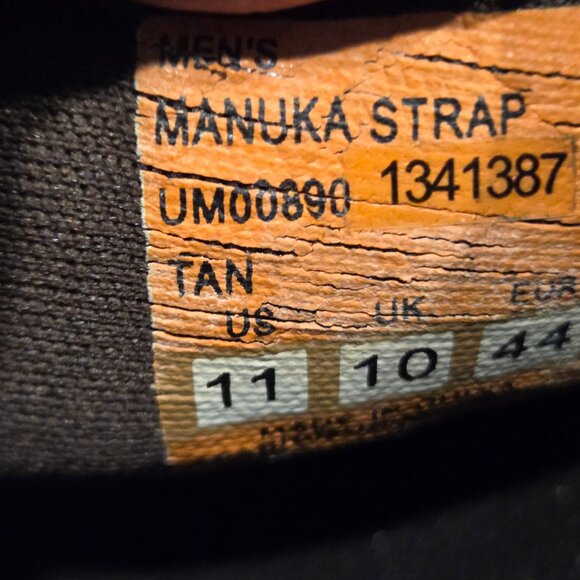 MEN'S
MANUKA STRAP
UM00890 1341387
TAN
US UK EUR
11 10 44